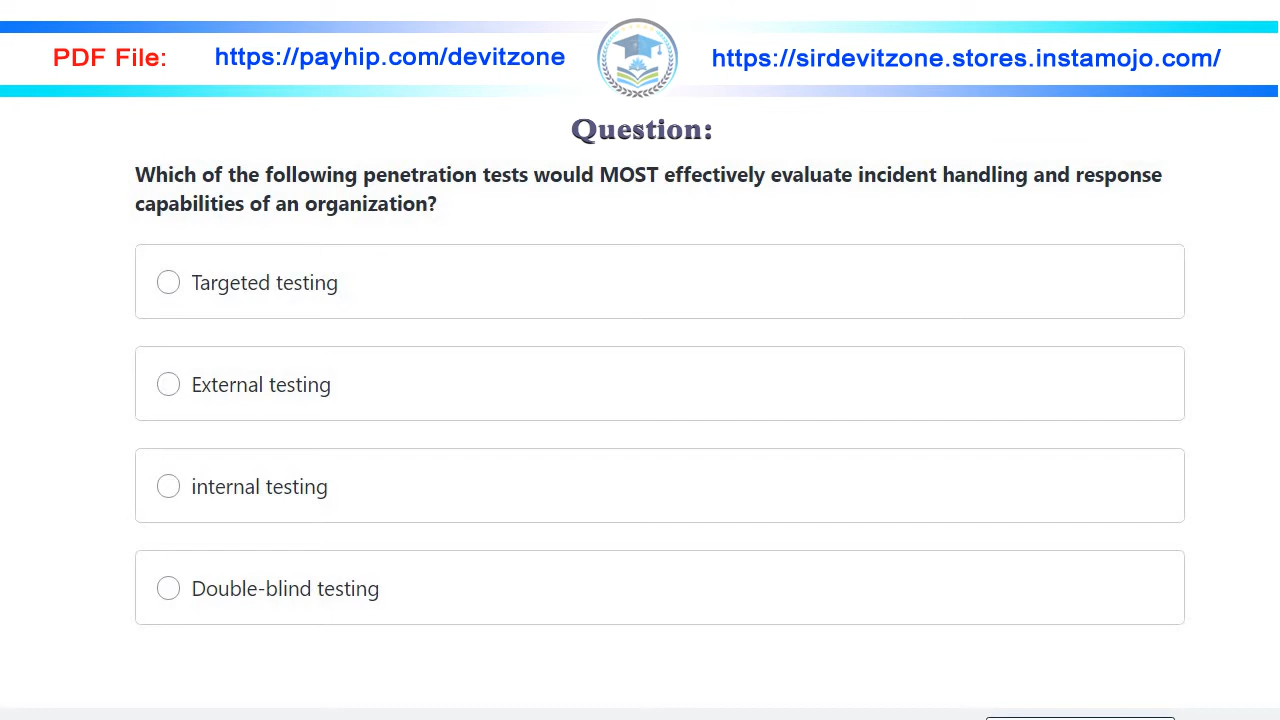 PDF File: https://payhip.com/devitzone https://sirdevitzone.stores.instamojo.com/
Question:
Which of the following penetration tests would MOST effectively evaluate incident handling and response
capabilities of an organization?
Targeted testing
External testing
internal testing
Double-blind testing